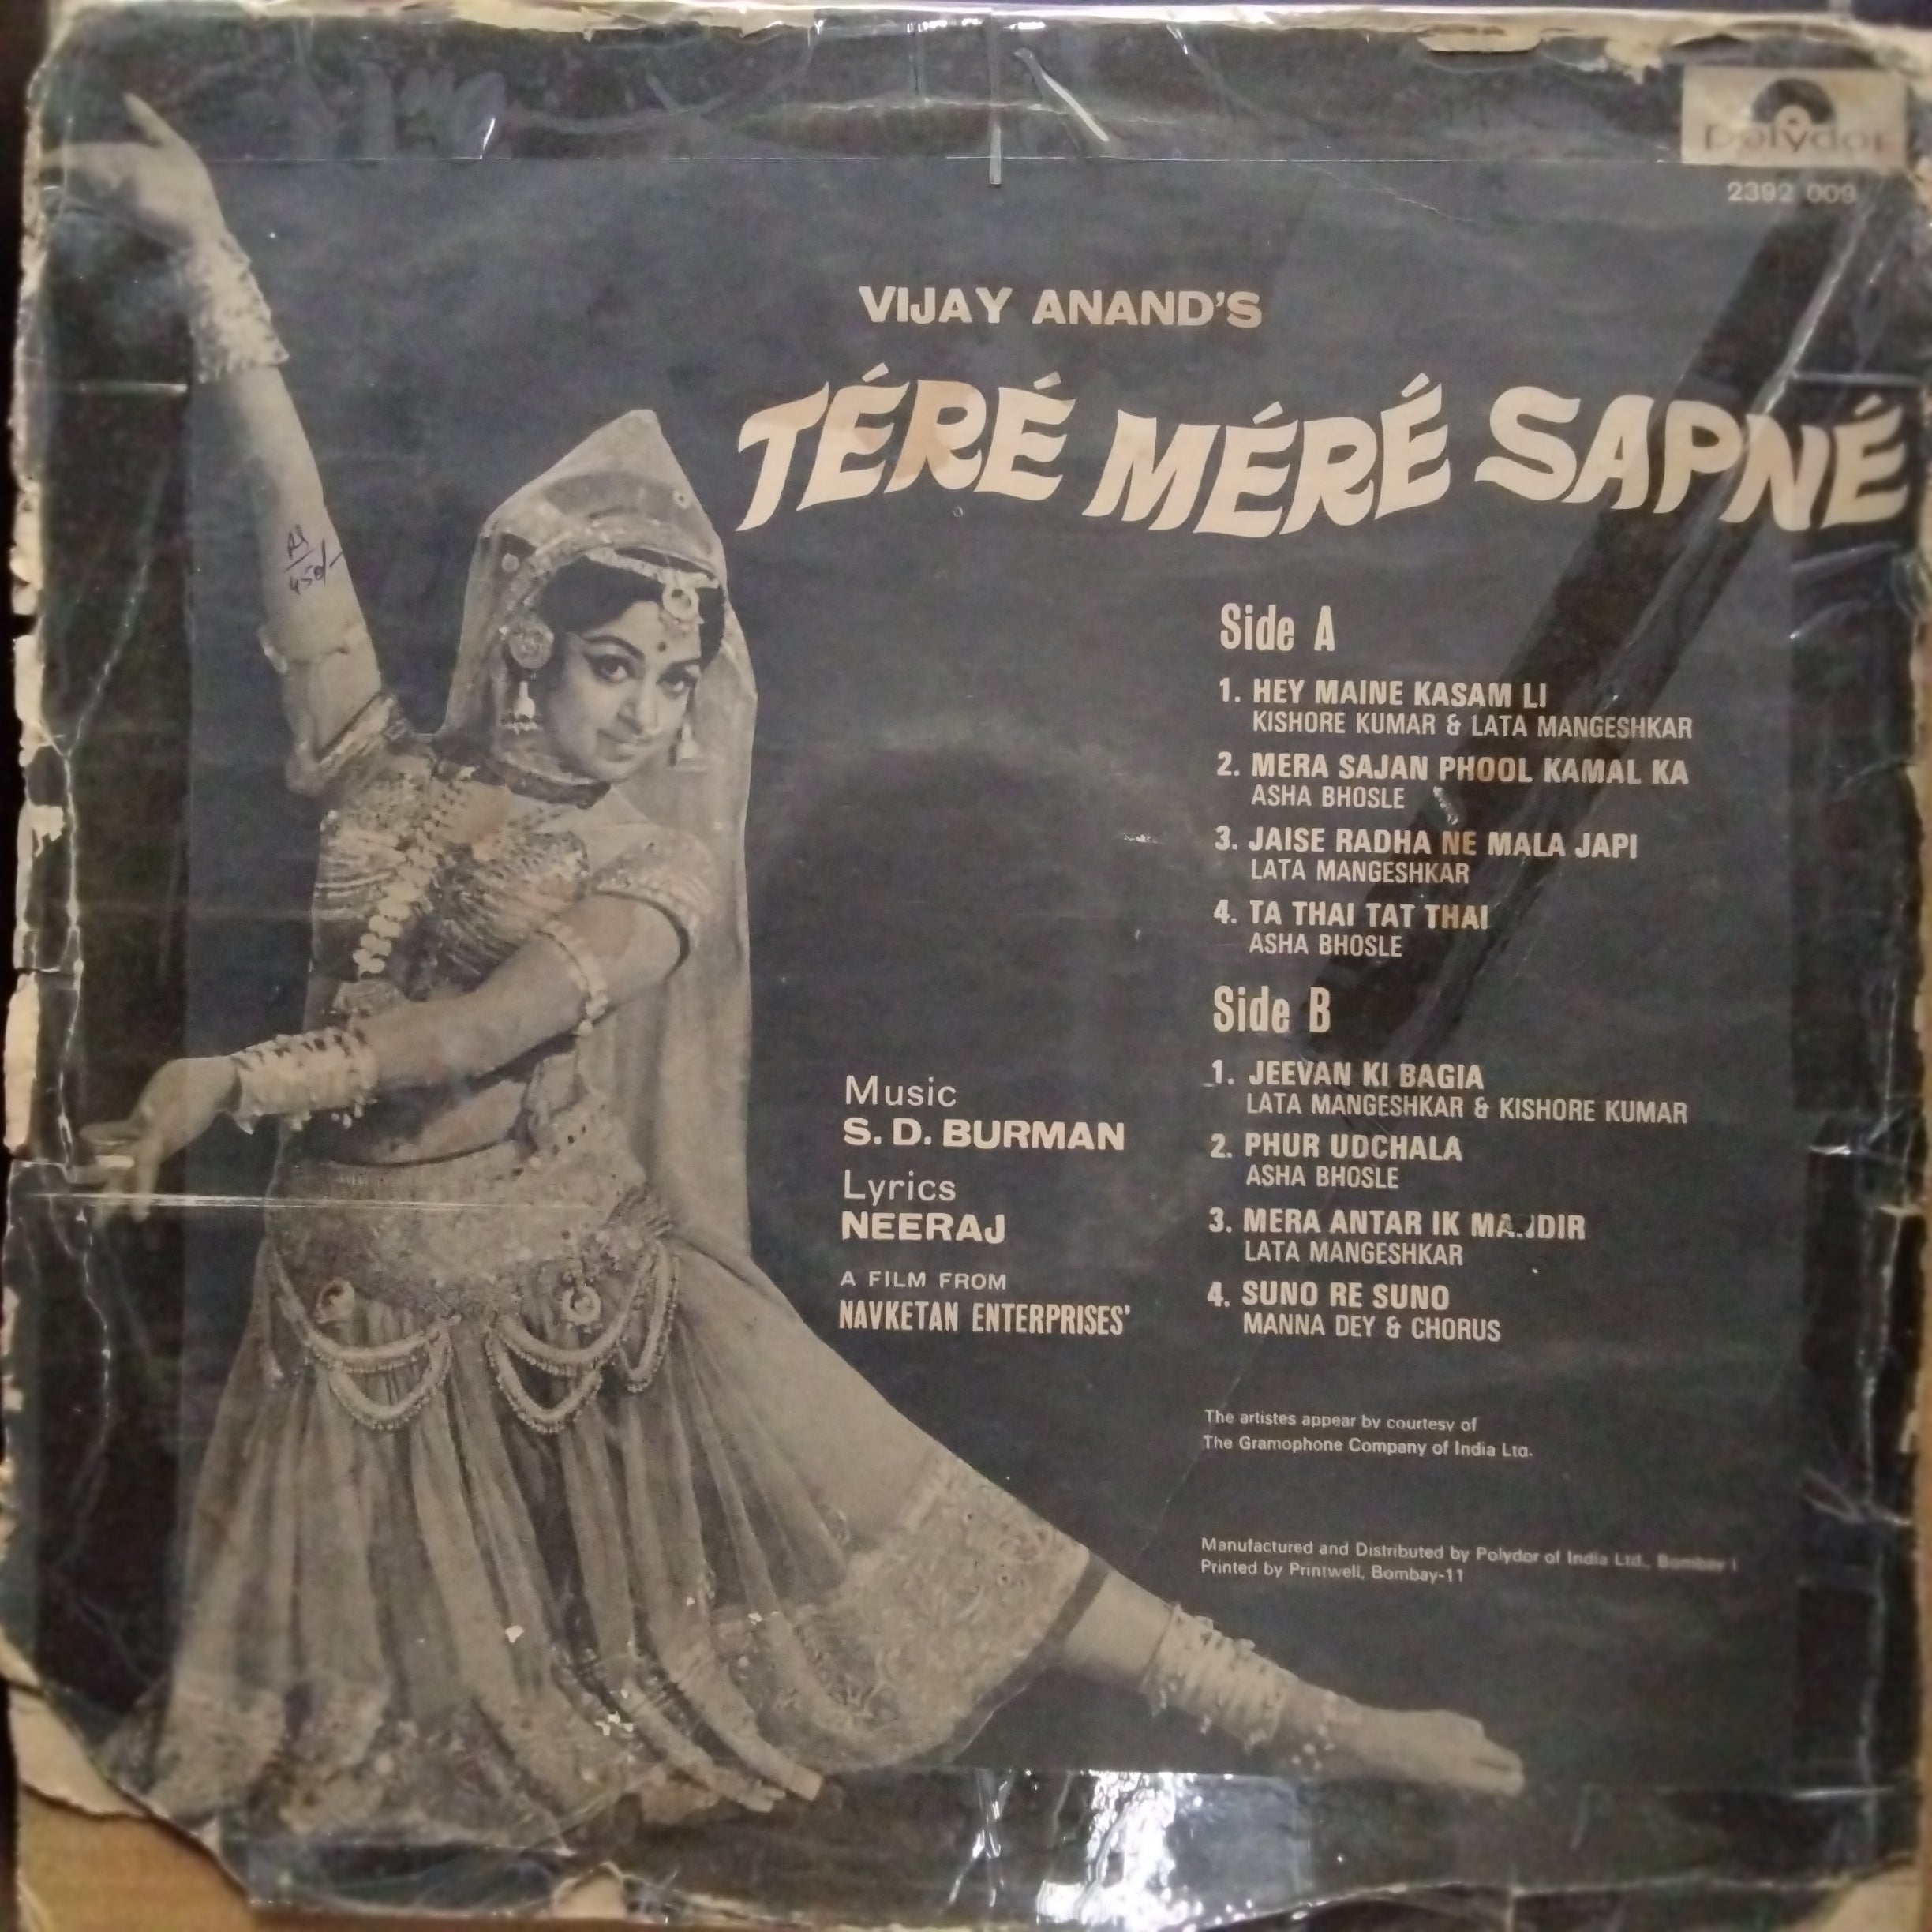 polydor
2392 009
VIJAY ANAND'S
TÉRÉ MÉRÉ SAPNÉ
Side A
1. HEY MAINE KASAM LI
KISHORE KUMAR & LATA MANGESHKAR
2. MERA SAJAN PHOOL KAMAL KA
ASHA BHOSLE
3. JAISE RADHA NE MALA JAPI
LATA MANGESHKAR
4. TA THAI TAT THAI
ASHA BHOSLE
Side B
1. JEEVAN KI BAGIA
LATA MANGESHKAR & KISHORE KUMAR
2. PHUR UDCHALA
ASHA BHOSLE
3. MERA ANTAR IK MANDIR
LATA MANGESHKAR
4. SUNO RE SUNO
MANNA DEY & CHORUS
Music
S. D. BURMAN
Lyrics
NEERAJ
A FILM FROM
NAVKETAN ENTERPRISES'
The artistes appear by courtesy of
The Gramophone Company of India Ltd.
Manufactured and Distributed by Polydor of India Ltd., Bombay 1
Printed by Printwell, Bombay-11